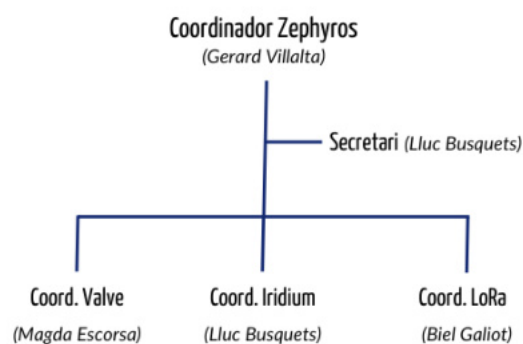 Coordinador Zephyros
(Gerard Villalta)
Secretari (Lluc Busquets)
Coord. Valve
(Magda Escorsa)
Coord. Iridium
(Lluc Busquets)
Coord. LoRa
(Biel Galiot)